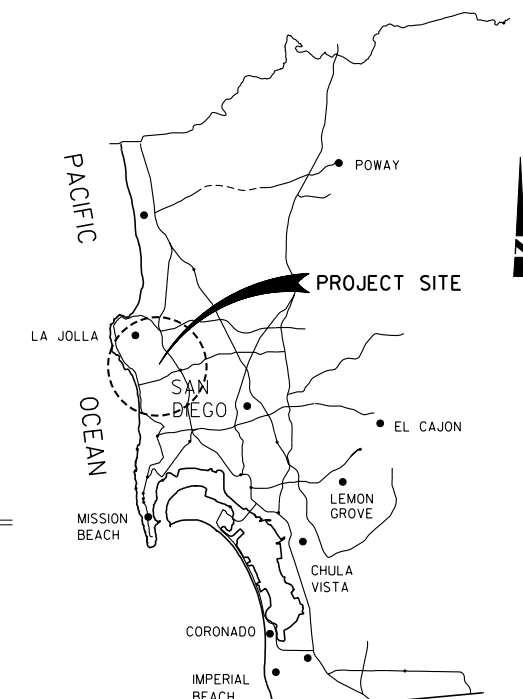 POWAY
PACIFIC
N
PROJECT SITE
LA JOLLA
SAN
DIEGO
OCEAN
EL CAJON
LEMON
GROVE
MISSION
BEACH
CHULA
VISTA
CORONADO
IMPERIAL
BEACH